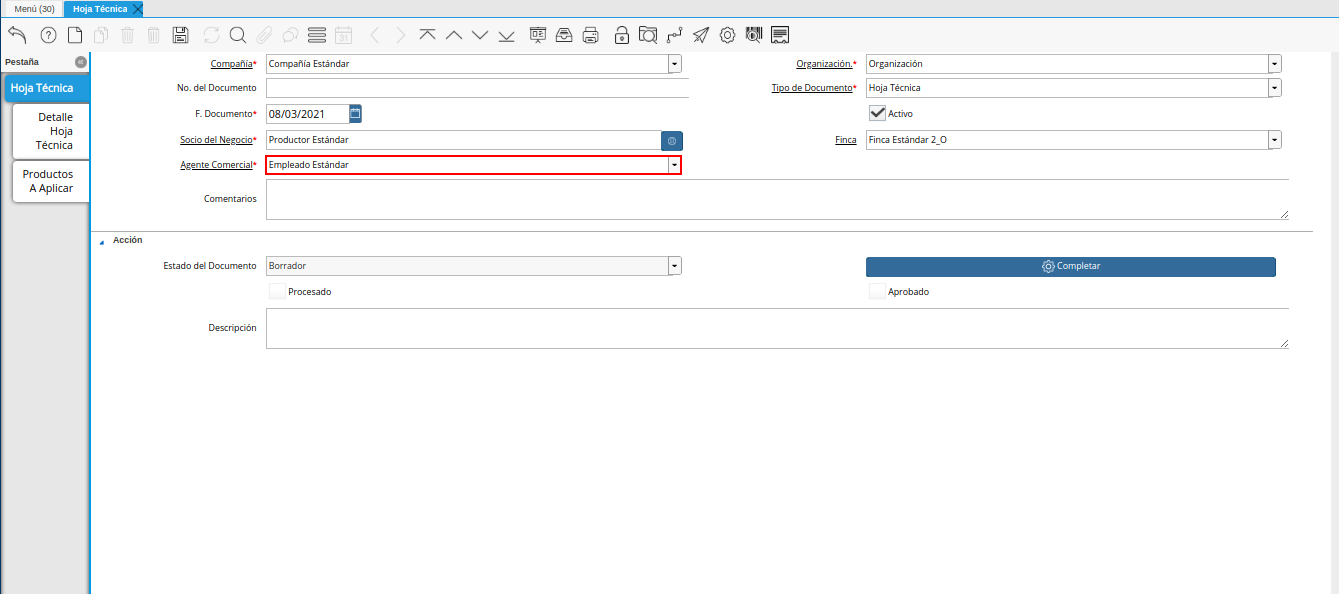 Menú (30)
Hoja Técnica
Pestaña
Hoja Técnica
Detalle
Hoja
Técnica
Productos
A Aplicar
Compañía* Compañía Estándar
Organización.* Organización
No. del Documento
Tipo de Documento* Hoja Técnica
F. Documento* 08/03/2021
Activo
Socio del Negocio* Productor Estándar
Finca Finca Estándar 2_O
Agente Comercial* Empleado Estándar
Comentarios
Acción
Estado del Documento Borrador
Completar
Procesado
Aprobado
Descripción